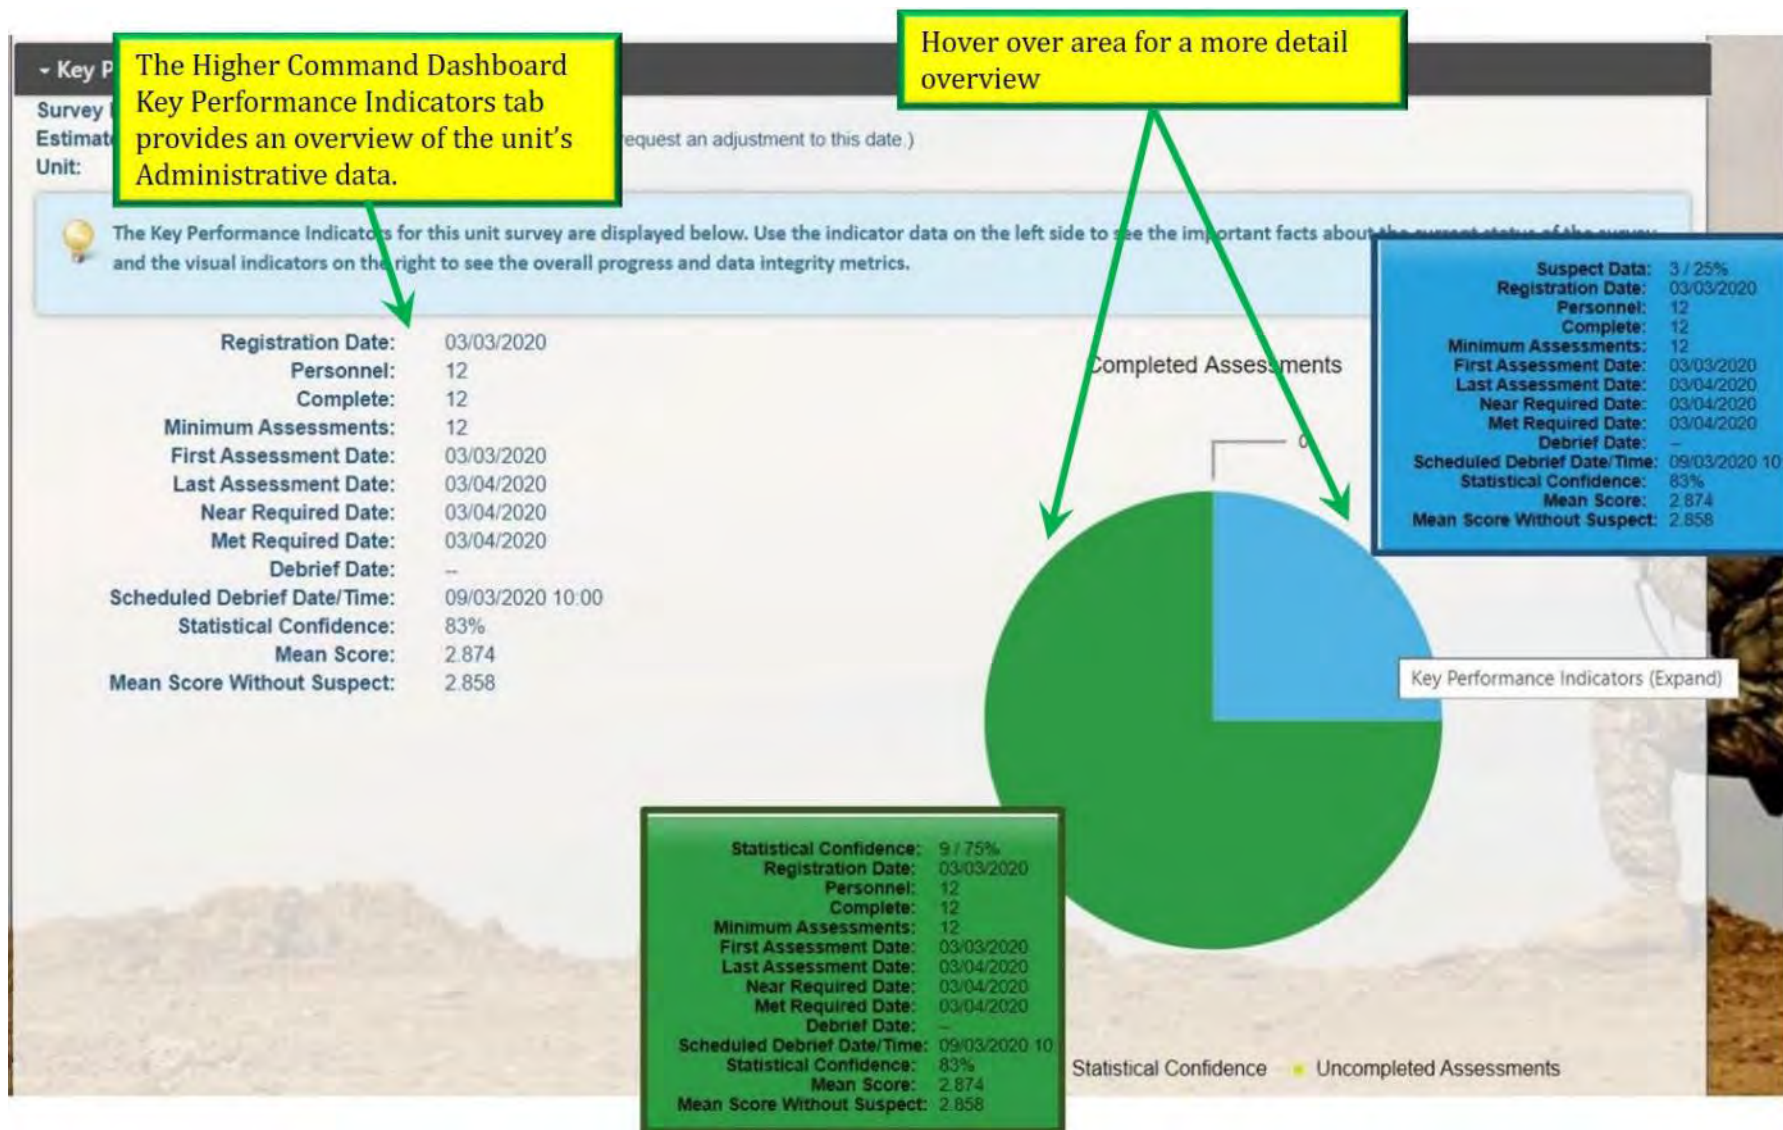 The Higher Command Dashboard
Key Performance Indicators tab
provides an overview of the unit's
Administrative data.
Hover over area for a more detail
overview
Key P
Survey
Estimat
equest an adjustment to this date.)
Unit:
The Key Performance Indicators for this unit survey are displayed below. Use the indicator data on the left side to see the important facts about the current status of the survey
and the visual indicators on the right to see the overall progress and data integrity metrics.
Registration Date: 03/03/2020
Personnel: 12
Complete: 12
Minimum Assessments: 12
First Assessment Date: 03/03/2020
Last Assessment Date: 03/04/2020
Near Required Date: 03/04/2020
Met Required Date: 03/04/2020
Debrief Date: --
Scheduled Debrief Date/Time: 09/03/2020 10:00
Statistical Confidence: 83%
Mean Score: 2.874
Mean Score Without Suspect: 2.858
Completed Assessments
0
Suspect Data: 3 / 25%
Registration Date: 03/03/2020
Personnel: 12
Complete: 12
Minimum Assessments: 12
First Assessment Date: 03/03/2020
Last Assessment Date: 03/04/2020
Near Required Date: 03/04/2020
Met Required Date: 03/04/2020
Debrief Date: --
Scheduled Debrief Date/Time: 09/03/2020 10
Statistical Confidence: 83%
Mean Score: 2.874
Mean Score Without Suspect: 2.858
Key Performance Indicators (Expand)
Statistical Confidence: 9 / 75%
Registration Date: 03/03/2020
Personnel: 12
Complete: 12
Minimum Assessments: 12
First Assessment Date: 03/03/2020
Last Assessment Date: 03/04/2020
Near Required Date: 03/04/2020
Met Required Date: 03/04/2020
Debrief Date: --
Scheduled Debrief Date/Time: 09/03/2020 10
Statistical Confidence: 83%
Mean Score: 2.874
Mean Score Without Suspect: 2.858
Statistical Confidence Uncompleted Assessments